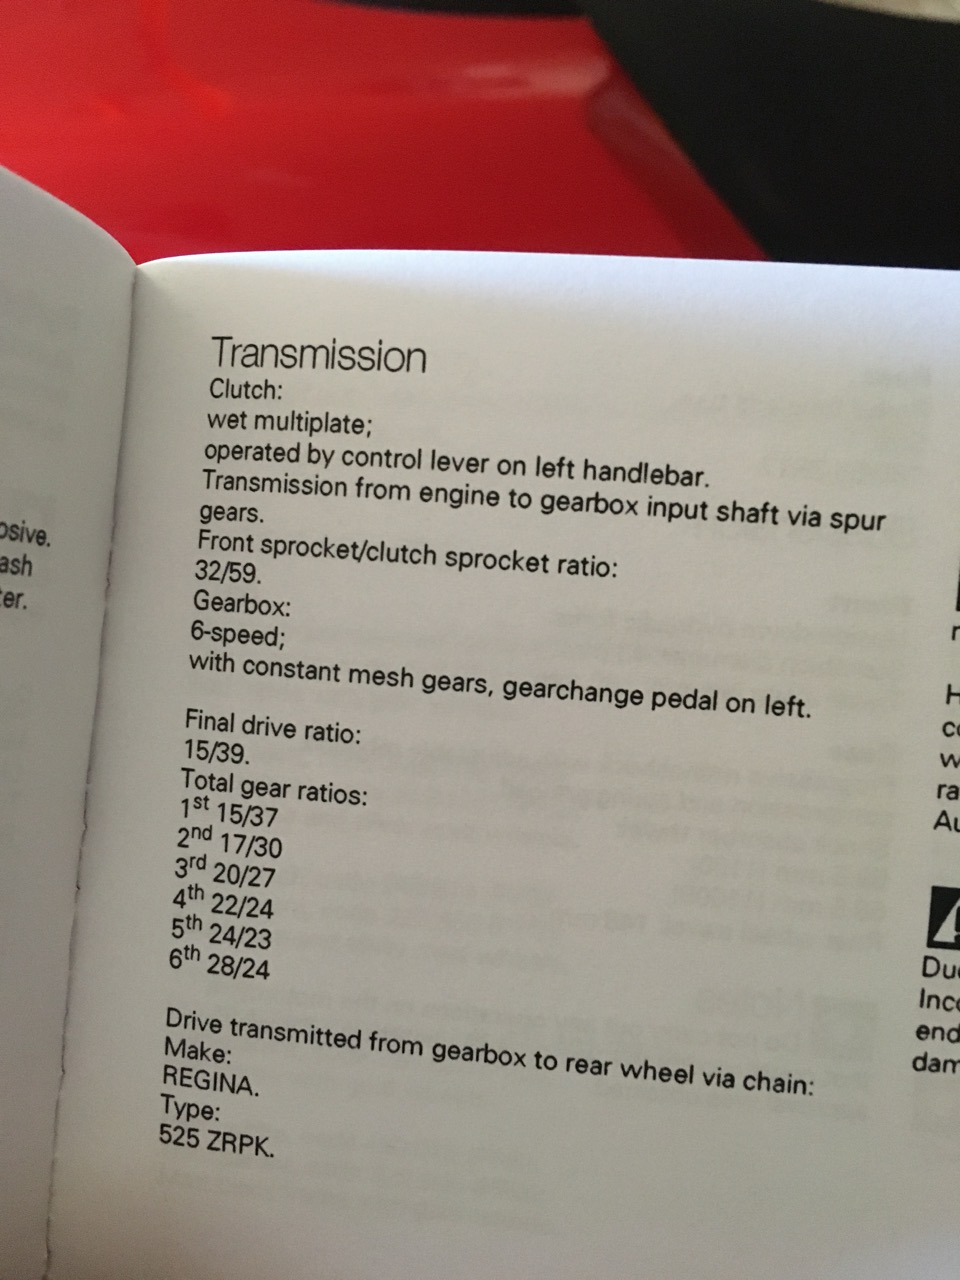 Transmission
Clutch:
wet multiplate;
operated by control lever on left handlebar.
Transmission from engine to gearbox input shaft via spur
gears.
Front sprocket/clutch sprocket ratio:
32/59.
Gearbox:
6-speed;
with constant mesh gears, gearchange pedal on left.
Final drive ratio:
15/39.
Total gear ratios:
1st 15/37
2nd 17/30
3rd 20/27
4th 22/24
5th 24/23
6th 28/24
Drive transmitted from gearbox to rear wheel via chain:
Make:
REGINA.
Type:
525 ZRPK.